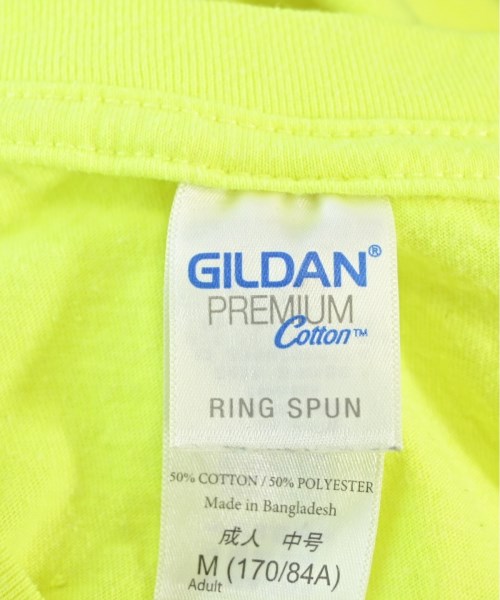 GILDAN®
PREMIUM
Cotton™
RING SPUN
50% COTTON / 50% POLYESTER
Made in Bangladesh
成人 中号
M (170/84A)
Adult